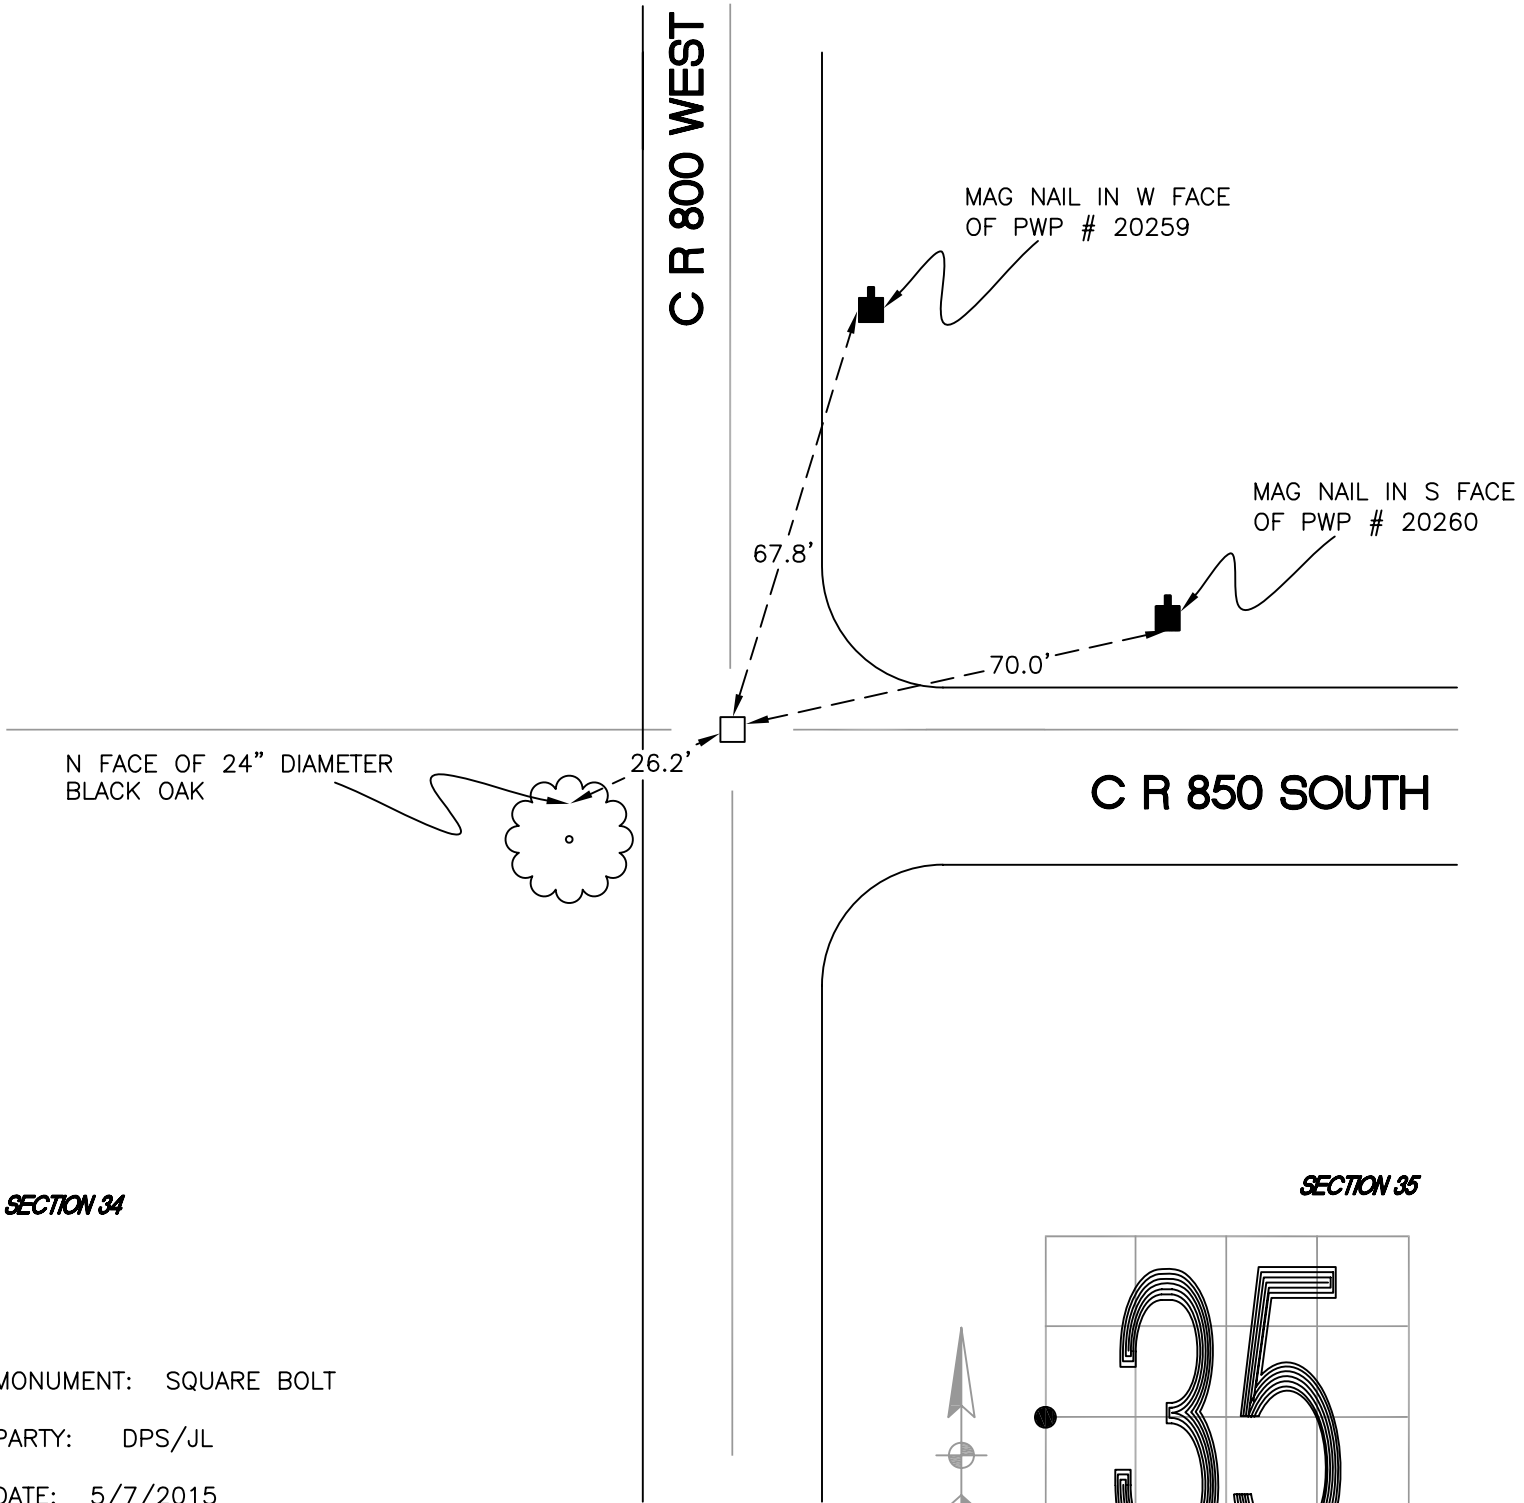 C R 800 WEST
MAG NAIL IN W FACE
OF PWP # 20259
MAG NAIL IN S FACE
OF PWP # 20260
67.8'
70.0'
26.2'
N FACE OF 24” DIAMETER
BLACK OAK
C R 850 SOUTH
SECTION 35
SECTION 34
35
MONUMENT: SQUARE BOLT
PARTY: DPS/JL
DATE: 5/7/2015